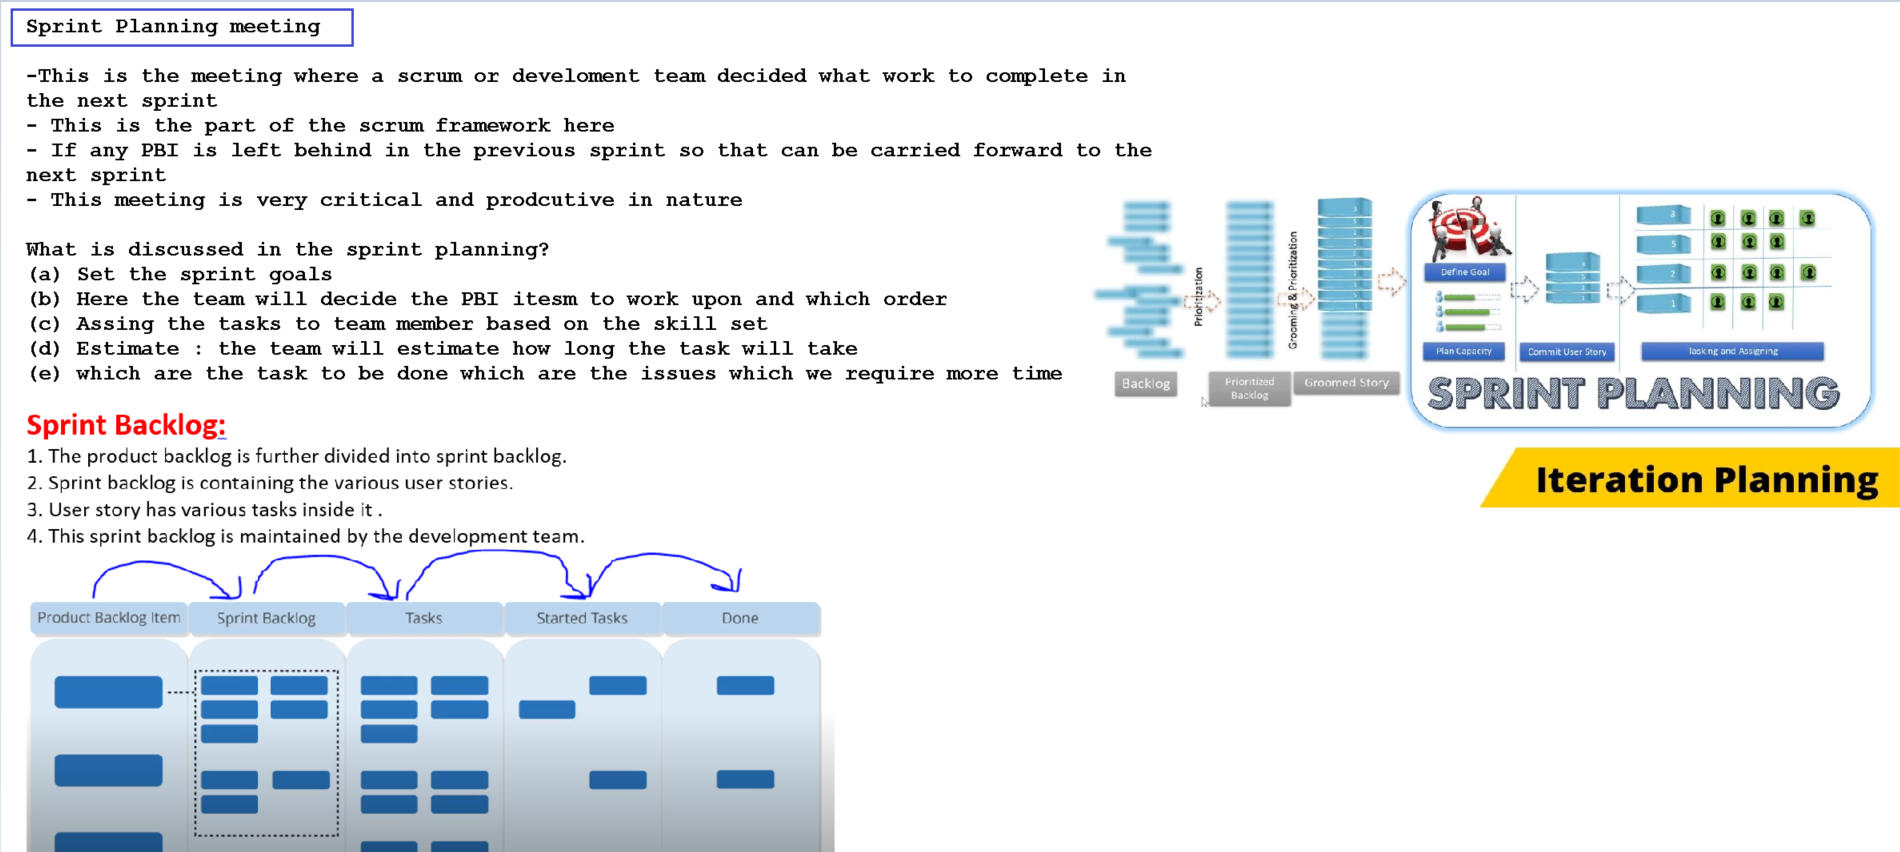 Sprint Planning meeting
-This is the meeting where a scrum or develoment team decided what work to complete in
the next sprint
- This is the part of the scrum framework here
- If any PBI is left behind in the previous sprint so that can be carried forward to the
next sprint
- This meeting is very critical and prodcutive in nature
What is discussed in the sprint planning?
(a) Set the sprint goals
(b) Here the team will decide the PBI itesm to work upon and which order
(c) Assing the tasks to team member based on the skill set
(d) Estimate : the team will estimate how long the task will take
(e) which are the task to be done which are the issues which we require more time
Sprint Backlog:
1. The product backlog is further divided into sprint backlog.
2. Sprint backlog is containing the various user stories.
3. User story has various tasks inside it .
4. This sprint backlog is maintained by the development team.
Product Backlog Item
Sprint Backlog
Tasks
Started Tasks
Done
Backlog
Prioritization
Prioritized
Backlog
Grooming & Prioritization
Groomed Story
Define Goal
Plan Capacity
Commit User Story
3
5
2
1
Tasking and Assigning
SPRINT PLANNING
Iteration Planning